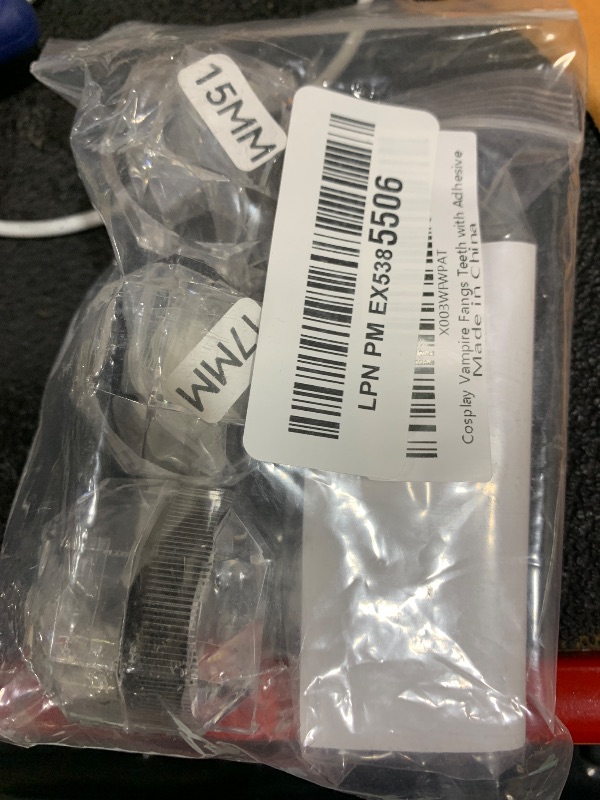 15MM
17MM
LPN PM EX5385506
X003WFWPAT
Cosplay Vampire Fangs Teeth with Adhesive
Made in China